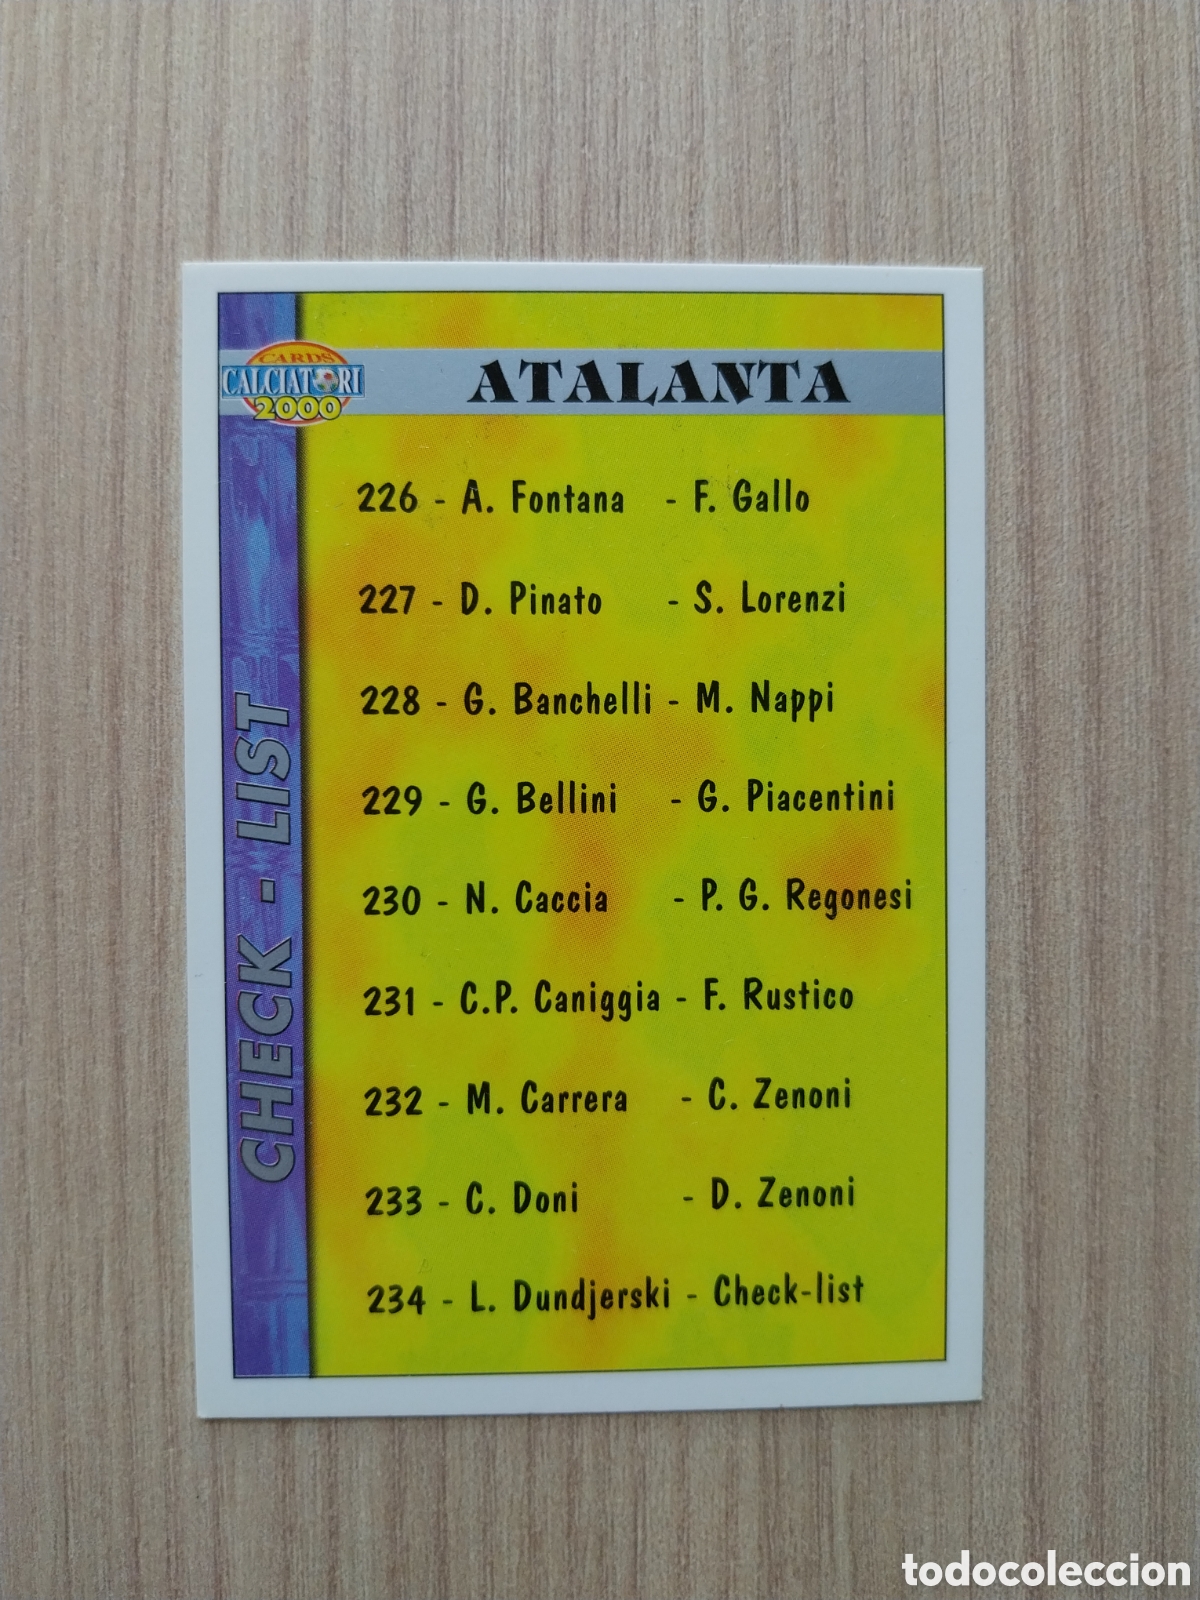 CARDS
CALCIATORI
2000
ATALANTA
CHECK - LIST
226 - A. Fontana - F. Gallo
227 - D. Pinato - S. Lorenzi
228 - G. Banchelli - M. Nappi
229 - G. Bellini - G. Piacentini
230 - N. Caccia - P. G. Regonesi
231 - C.P. Caniggia - F. Rustico
232 - M. Carrera - C. Zenoni
233 - C. Doni - D. Zenoni
234 - L. Dundjerski - Check-list
todocoleccion